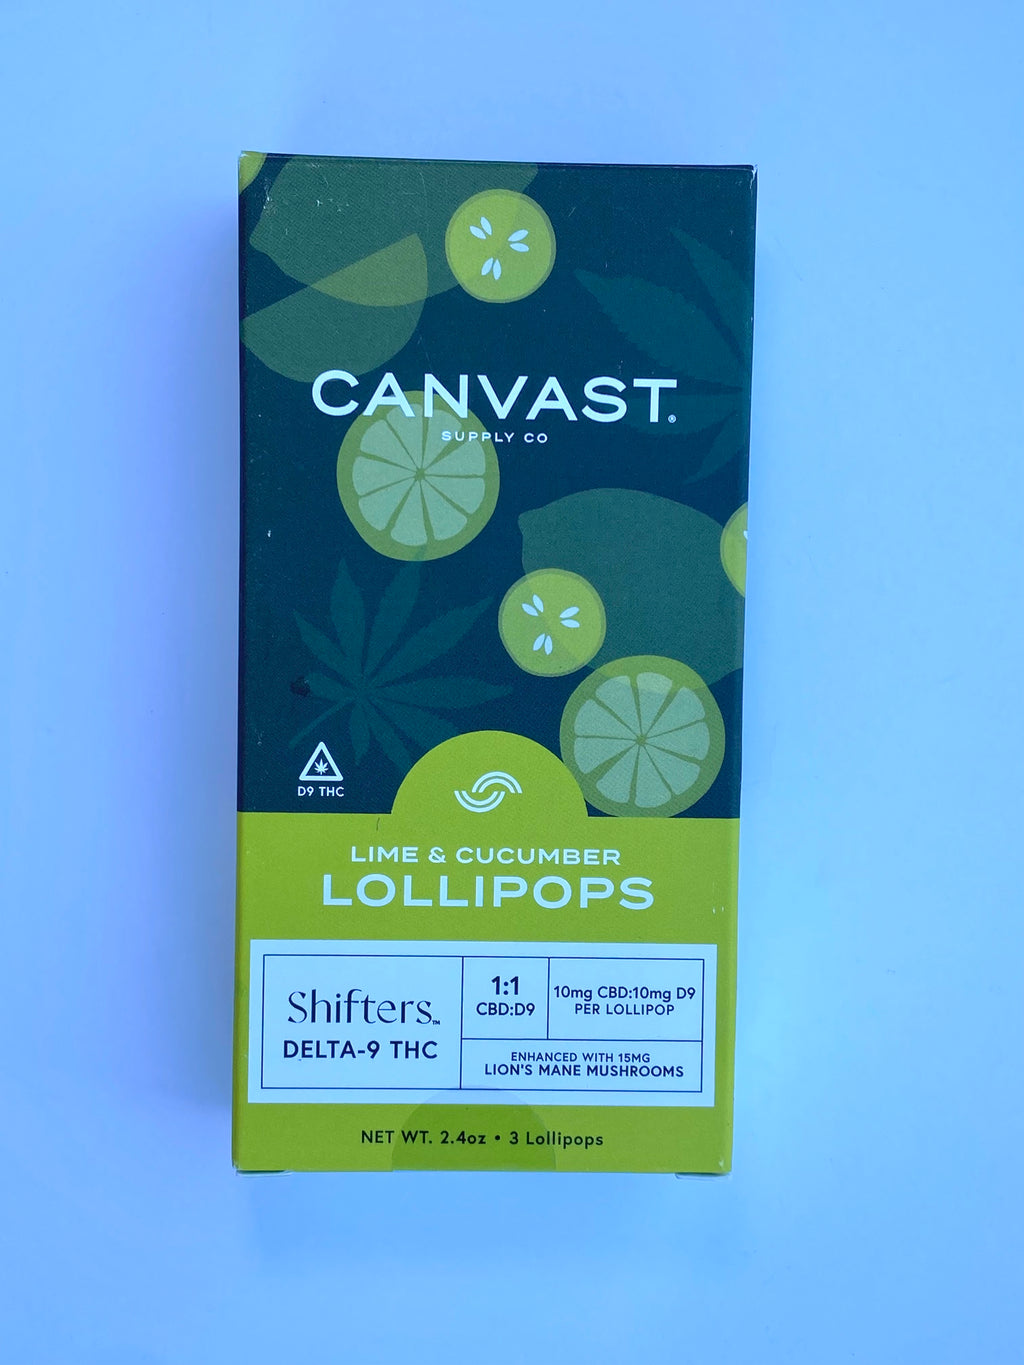 CANVAST®
SUPPLY CO
D9 THC
LIME & CUCUMBER
LOLLIPOPS
Shifters™
DELTA-9 THC
1:1
CBD:D9
10mg CBD:10mg D9
PER LOLLIPOP
ENHANCED WITH 15MG
LION'S MANE MUSHROOMS
NET WT. 2.4oz • 3 Lollipops